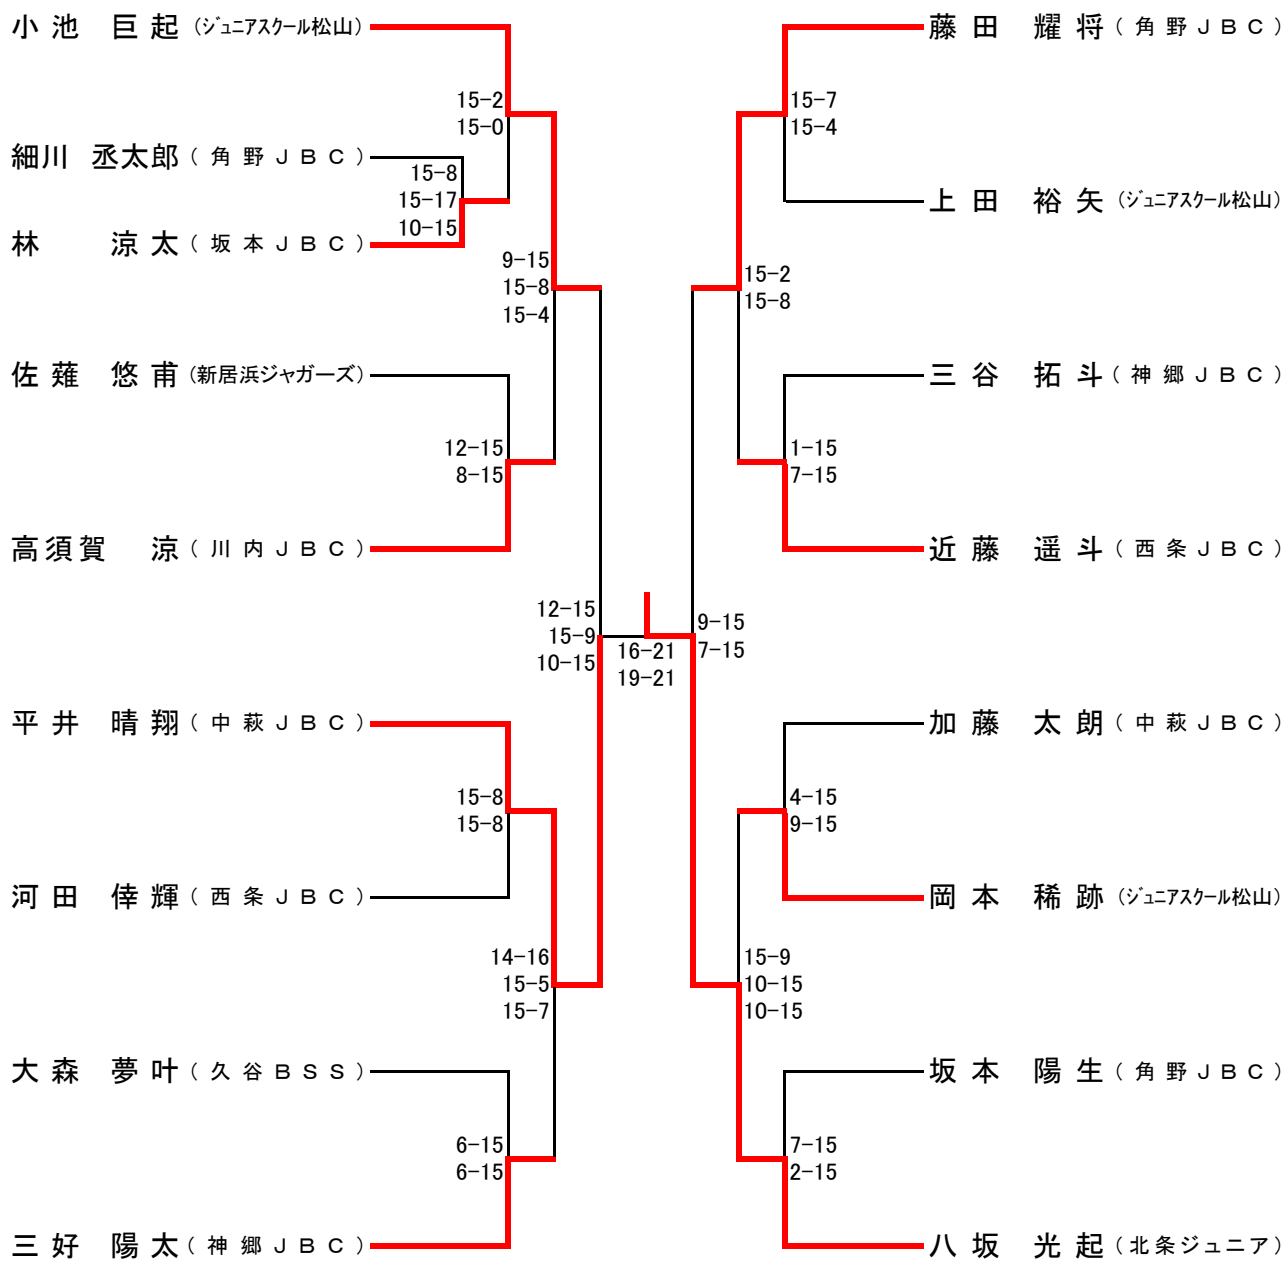 小池 巨起 (ジュニアスクール松山)
15-2
15-0
細川 丞太郎 (角野JBC)
15-8
15-17
10-15
林 涼太 (坂本JBC)
9-15
15-8
15-4
佐薙 悠甫 (新居浜ジャガーズ)
12-15
8-15
高須賀 涼 (川内JBC)
12-15
15-9
10-15
平井 晴翔 (中萩JBC)
15-8
15-8
河田 倖輝 (西条JBC)
14-16
15-5
15-7
大森 夢叶 (久谷BSS)
6-15
6-15
三好 陽太 (神郷JBC)
16-21
19-21
藤田 耀将 (角野JBC)
15-7
15-4
上田 裕矢 (ジュニアスクール松山)
15-2
15-8
三谷 拓斗 (神郷JBC)
1-15
7-15
近藤 遥斗 (西条JBC)
9-15
7-15
加藤 太朗 (中萩JBC)
4-15
9-15
岡本 稀跡 (ジュニアスクール松山)
15-9
10-15
10-15
坂本 陽生 (角野JBC)
7-15
2-15
八坂 光起 (北条ジュニア)